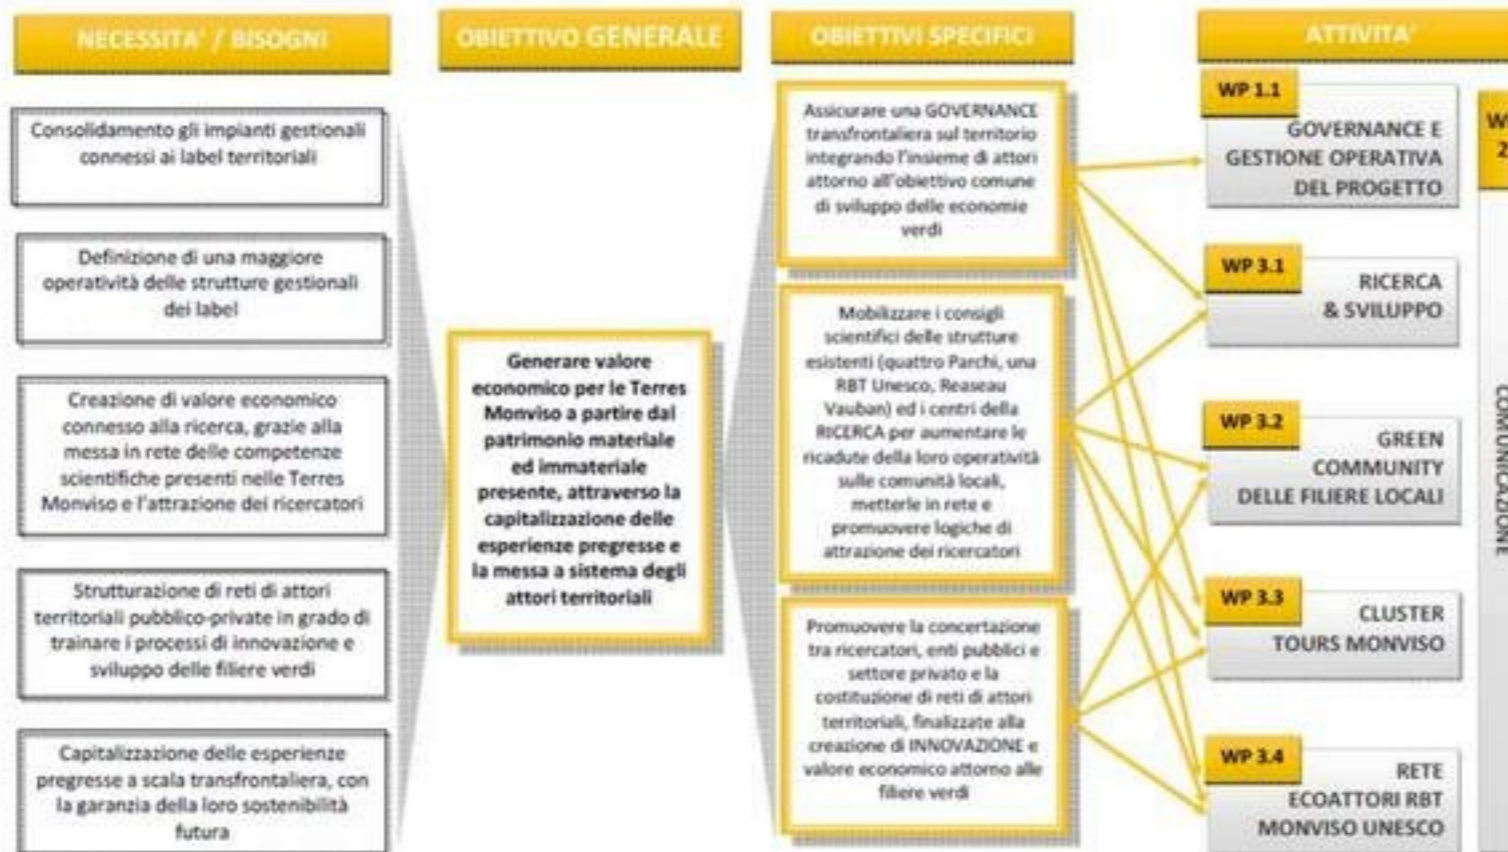 NECESSITA' / BISOGNI
Consolidamento gli impianti gestionali
connessi ai label territoriali
Definizione di una maggiore
operatività delle strutture gestionali
dei label
Creazione di valore economico
connesso alla ricerca, grazie alla
messa in rete delle competenze
scientifiche presenti nelle Terres
Monviso e l'attrazione dei ricercatori
Strutturazione di reti di attori
territoriali pubblico-private in grado di
trainare i processi di innovazione e
sviluppo delle filiere verdi
Capitalizzazione delle esperienze
pregresse a scala transfrontaliera, con
la garanzia della loro sostenibilità
futura
OBIETTIVO GENERALE
Generare valore
economico per le Terres
Monviso a partire dal
patrimonio materiale
ed immateriale
presente, attraverso la
capitalizzazione delle
esperienze pregresse e
la messa a sistema degli
attori territoriali
OBIETTIVI SPECIFICI
Assicurare una GOVERNANCE
transfrontaliera sul territorio
integrando l'insieme di attori
attorno all'obiettivo comune
di sviluppo delle economie
verdi
Mobilizzare i consigli
scientifici delle strutture
esistenti (quattro Parchi, una
RBT Unesco, Reaseau
Vauban) ed i centri della
RICERCA per aumentare le
ricadute della loro operatività
sulle comunità locali,
metterle in rete e
promuovere logiche di
attrazione dei ricercatori
Promuovere la concertazione
tra ricercatori, enti pubblici e
settore privato e la
costituzione di reti di attori
territoriali, finalizzate alla
creazione di INNOVAZIONE e
valore economico attorno alle
filiere verdi
ATTIVITA'
WP 1.1
GOVERNANCE E
GESTIONE OPERATIVA
DEL PROGETTO
WP 3.1
RICERCA
& SVILUPPO
WP 3.2
GREEN
COMMUNITY
DELLE FILIERE LOCALI
WP 3.3
CLUSTER
TOURS MONVISO
WP 3.4
RETE
ECOATTORI RBT
MONVISO UNESCO
COMUNICAZIONE